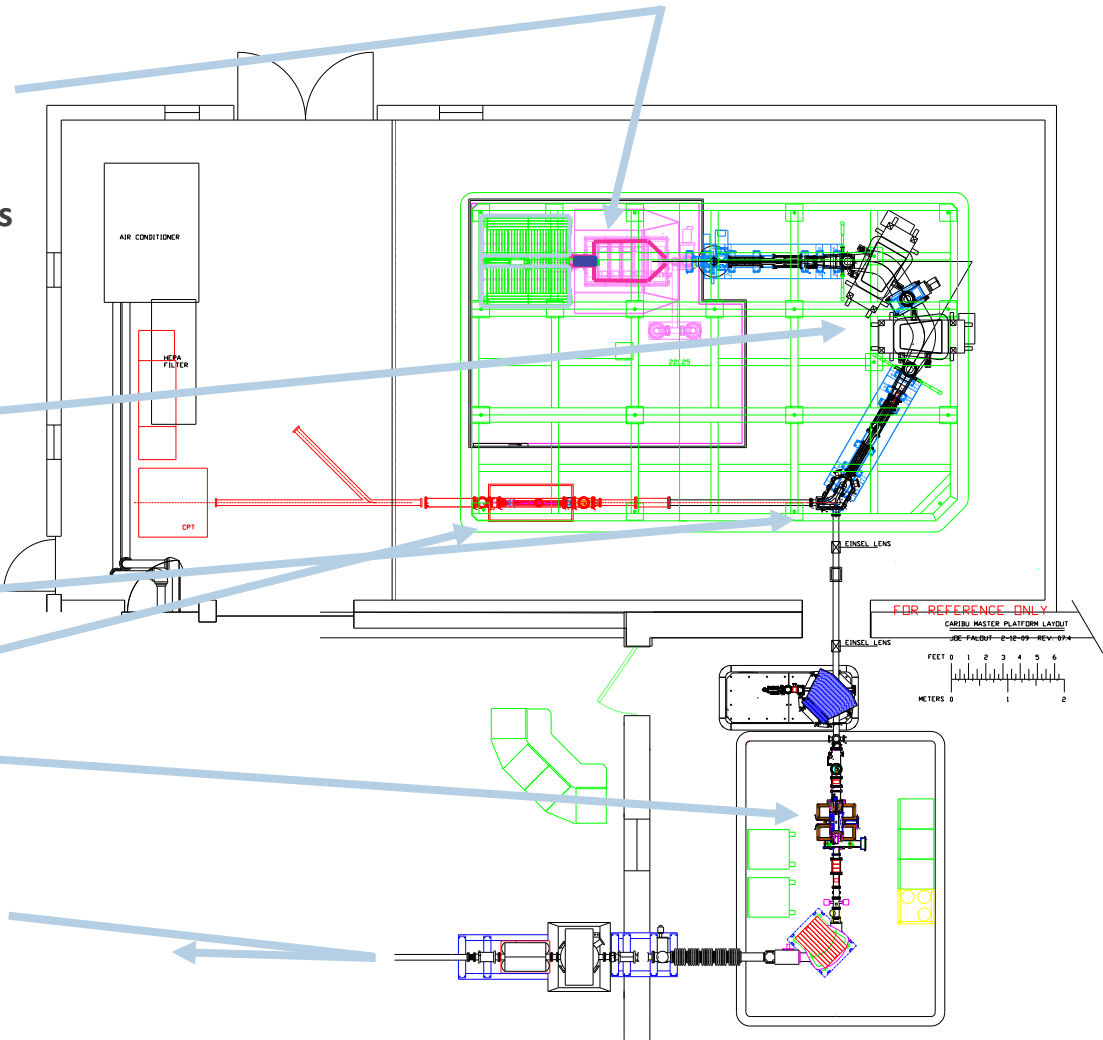 s
AIR CONDITIONER
HEPA
FILTER
22525
CPT
EINSEL LENS
FOR REFERENCE ONLY
CARIBU MASTER PLATFORM LAYOUT
JOE FALOUT 2-12-09 REV. 07.4
EINSEL LENS
FEET 0 1 2 3 4 5 6
METERS 0 1 2